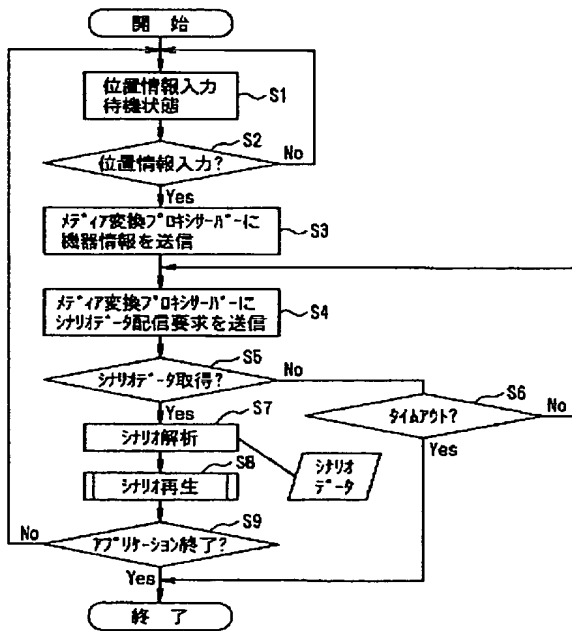 開始
位置情報入力
待機状態
S1
S2
位置情報入力?
No
Yes
メディア変換プロキシサーバーに
機器情報を送信
S3
メディア変換プロキシサーバーに
シナリオデータ配信要求を送信
S4
S5
シナリオデータ取得?
No
Yes
S6
タイムアウト?
No
Yes
S7
シナリオ解析
シナリオ
データ
S8
シナリオ再生
S9
アプリケーション終了?
No
Yes
終了